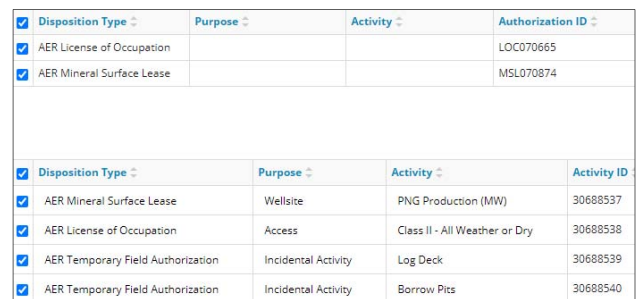 Disposition Type Purpose Activity Authorization ID
AER License of Occupation LOC070665
AER Mineral Surface Lease MSL070874
Disposition Type Purpose Activity Activity ID
AER Mineral Surface Lease Wellsite PNG Production (MW) 30688537
AER License of Occupation Access Class II - All Weather or Dry 30688538
AER Temporary Field Authorization Incidental Activity Log Deck 30688539
AER Temporary Field Authorization Incidental Activity Borrow Pits 30688540